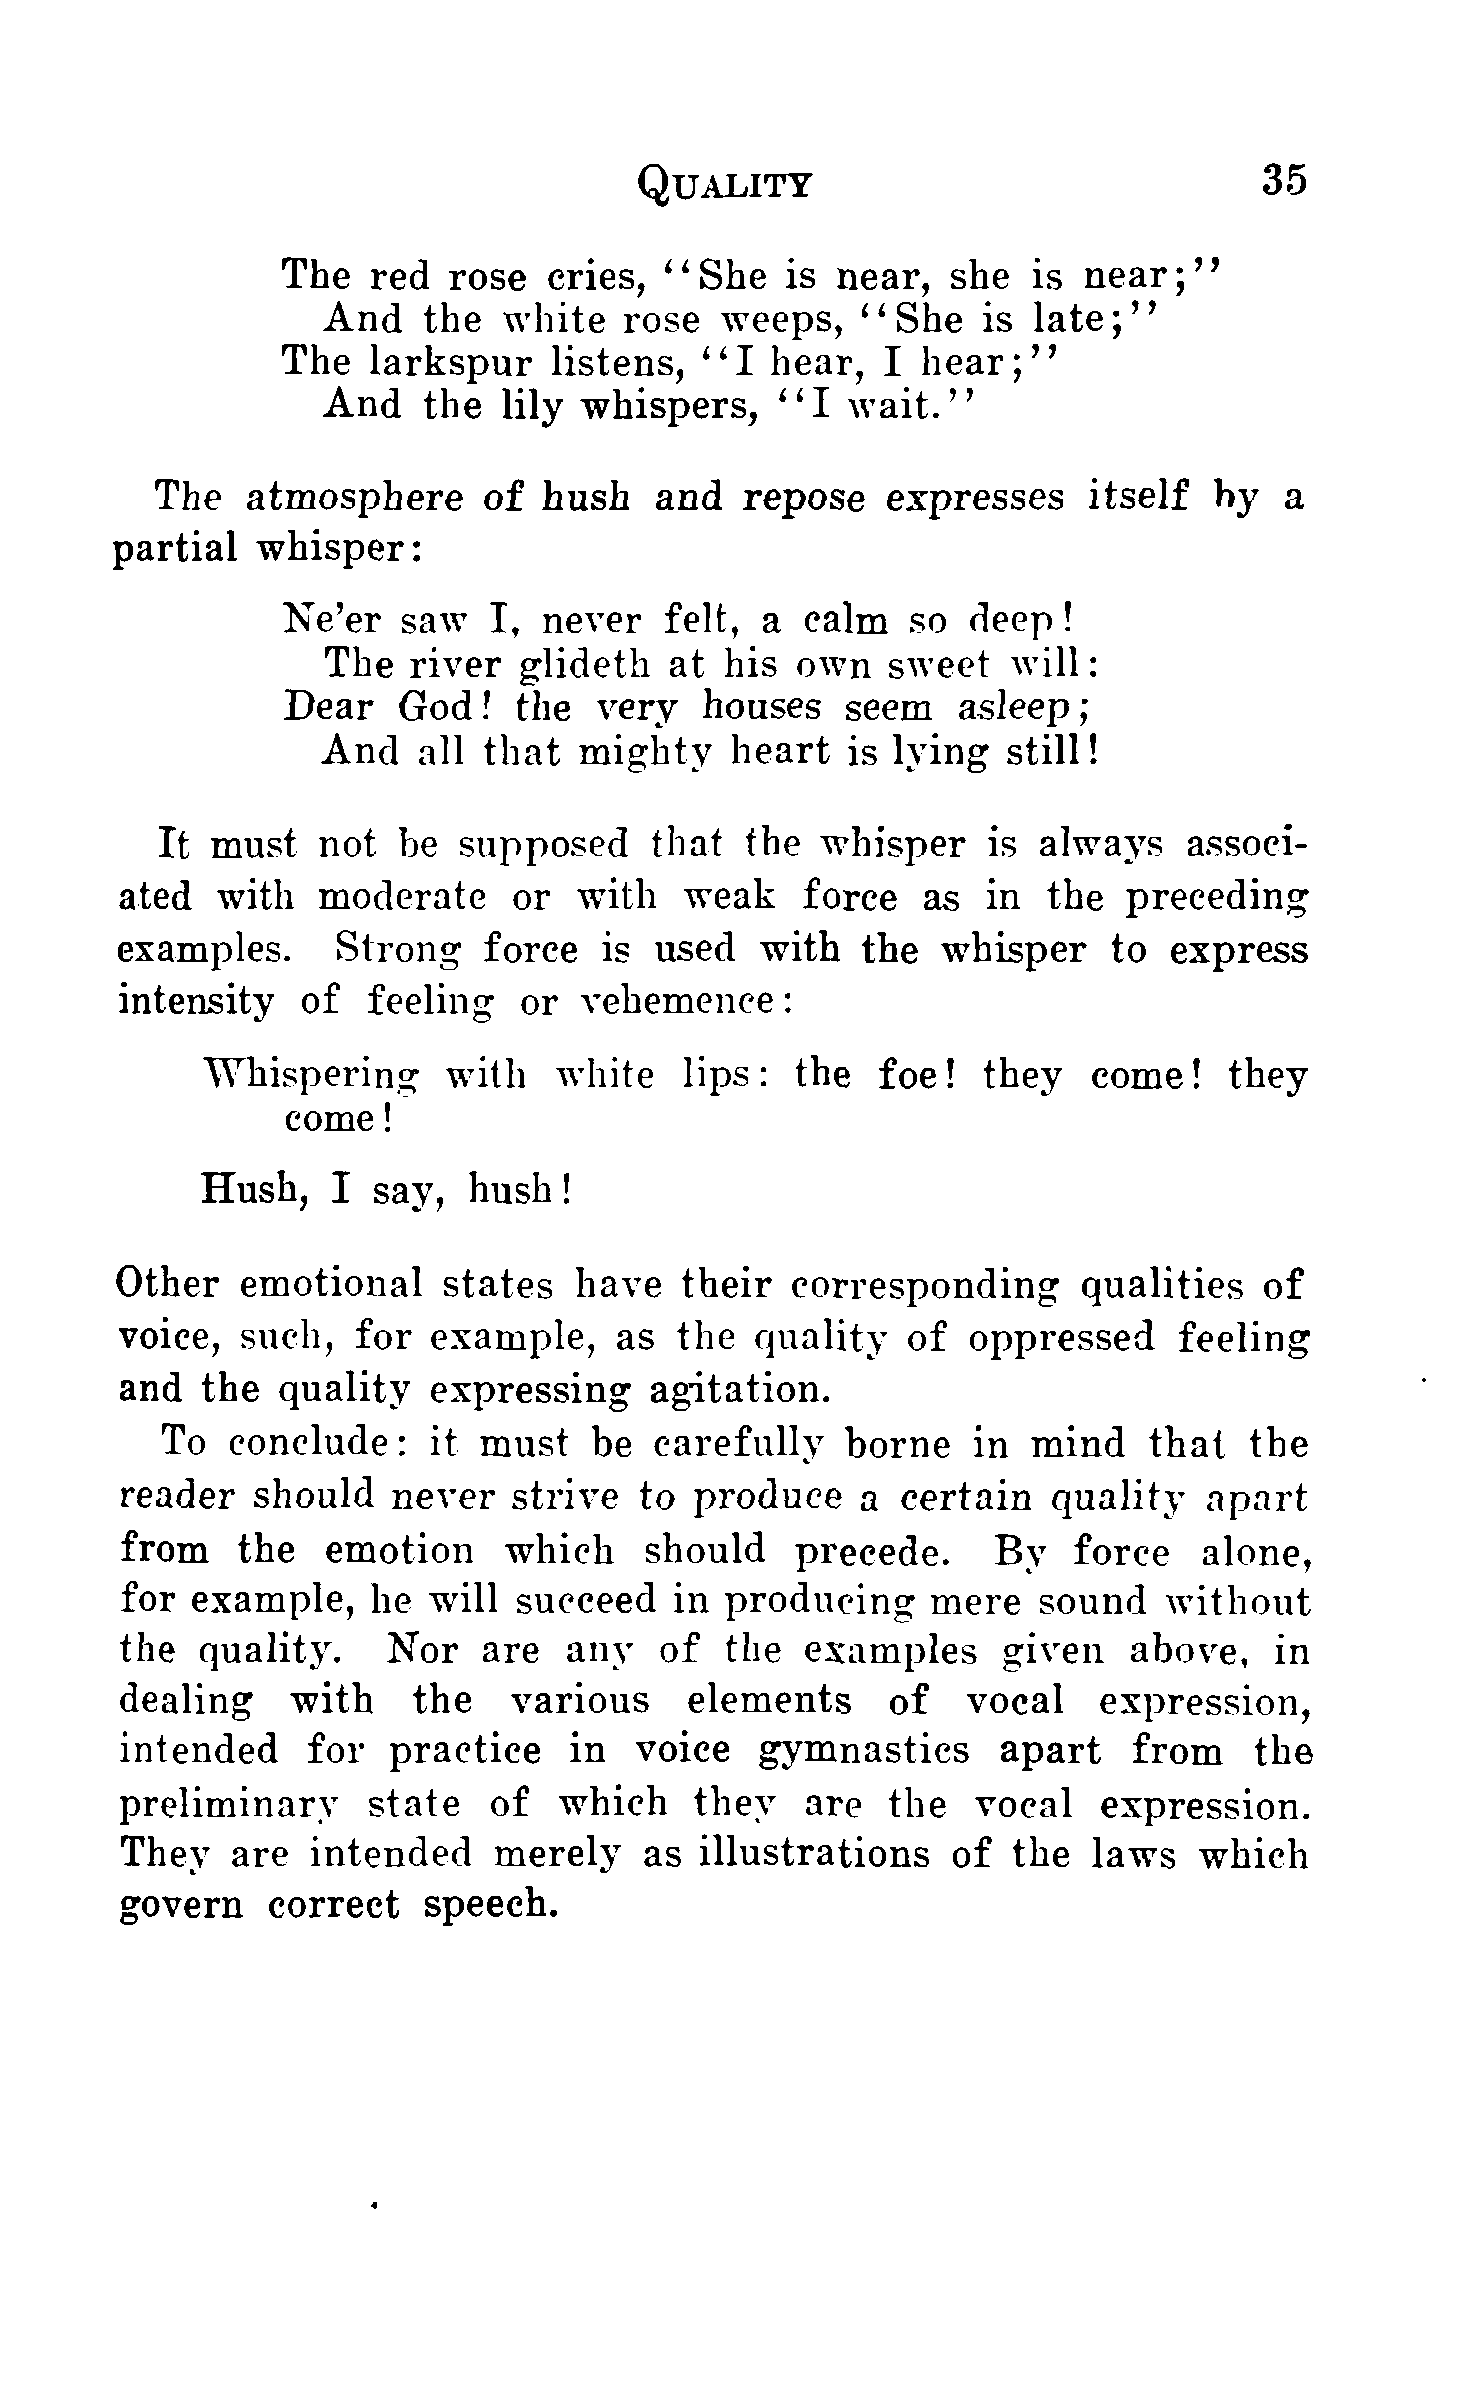 QUALITY 35
The red rose cries, "She is near, she is near;"
And the white rose weeps, "She is late;"
The larkspur listens, "I hear, I hear;"
And the lily whispers, "I wait."
The atmosphere of hush and repose expresses itself by a
partial whisper:
Ne'er saw I, never felt, a calm so deep!
The river glideth at his own sweet will:
Dear God! the very houses seem asleep;
And all that mighty heart is lying still!
It must not be supposed that the whisper is always associ-
ated with moderate or with weak force as in the preceding
examples. Strong force is used with the whisper to express
intensity of feeling or vehemence:
Whispering with white lips: the foe! they come! they
come!
Hush, I say, hush!
Other emotional states have their corresponding qualities of
voice, such, for example, as the quality of oppressed feeling
and the quality expressing agitation.
To conclude: it must be carefully borne in mind that the
reader should never strive to produce a certain quality apart
from the emotion which should precede. By force alone,
for example, he will succeed in producing mere sound without
the quality. Nor are any of the examples given above, in
dealing with the various elements of vocal expression,
intended for practice in voice gymnastics apart from the
preliminary state of which they are the vocal expression.
They are intended merely as illustrations of the laws which
govern correct speech.